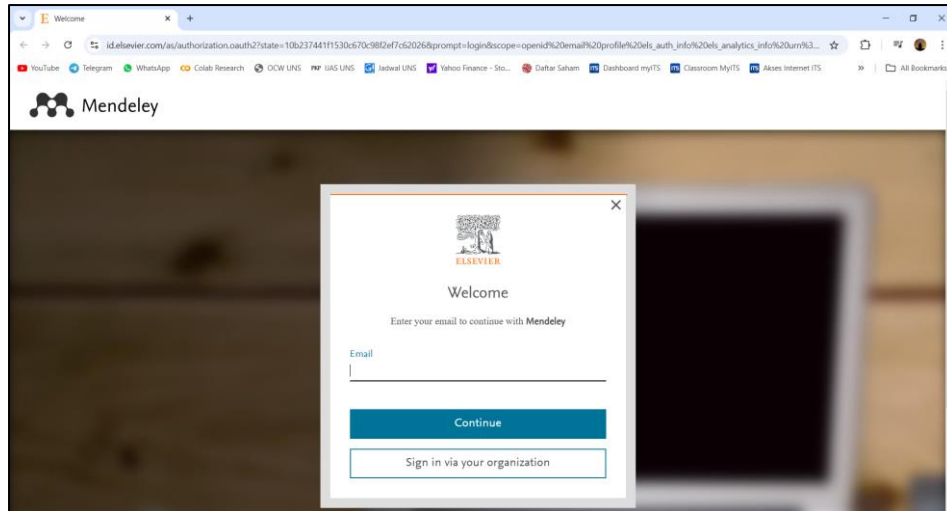 Welcome
id.elsevier.com/as/authorization.oauth2?state=10b237441f1530c670c98f2ef7c62026&prompt=login&scope=openid%20email%20profile%20els_auth_info%20els_analytics_info%20urn%3...
YouTube Telegram WhatsApp Colab Research OCW UNS UAS UNS Jadwal UNS Yahoo Finance - Sto... Daftar Saham Dashboard myITS Classroom MyITS Akses Internet ITS » All Bookmarks
Mendeley
ELSEVIER
Welcome
Enter your email to continue with Mendeley
Email
Continue
Sign in via your organization